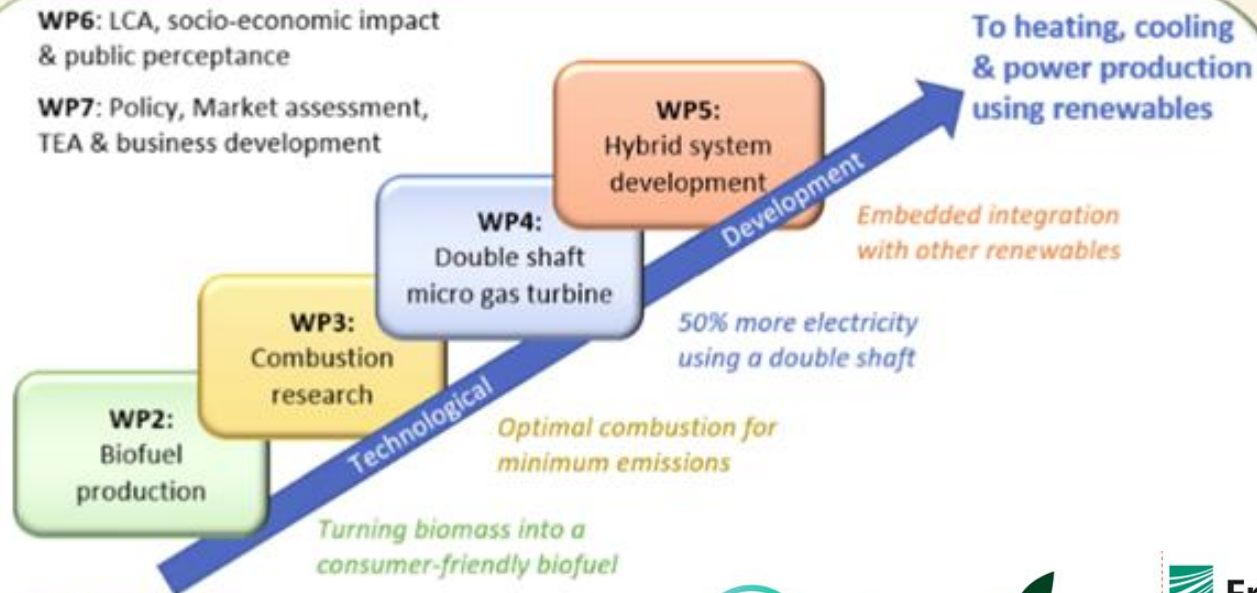 WP6: LCA, socio-economic impact
& public perceptance
WP7: Policy, Market assessment,
TEA & business development
To heating, cooling
& power production
using renewables
WP5:
Hybrid system
development
WP4:
Double shaft
micro gas turbine
WP3:
Combustion
research
WP2:
Biofuel
production
Technological
Development
Embedded integration
with other renewables
50% more electricity
using a double shaft
Optimal combustion for
minimum emissions
Turning biomass into a
consumer-friendly biofuel